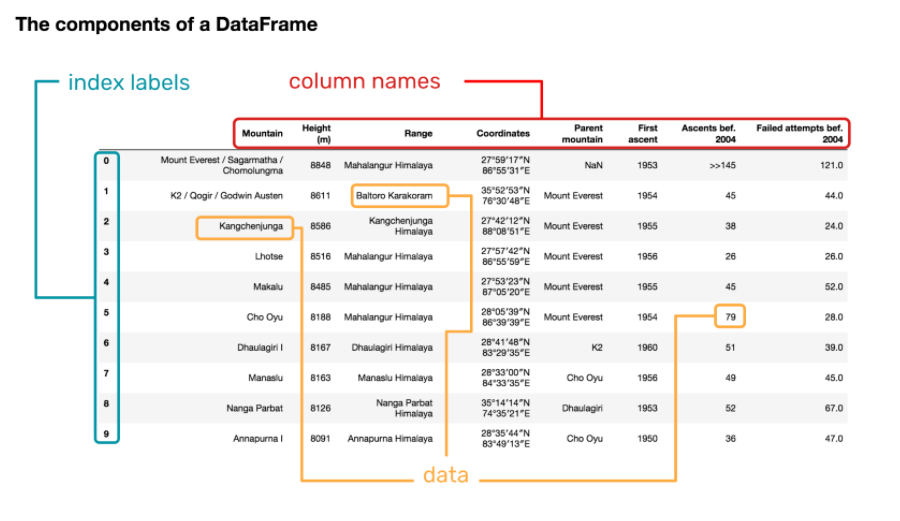 The components of a DataFrame
index labels
column names
Mountain Height (m) Range Coordinates Parent mountain First ascent Ascents bef. 2004 Failed attempts bef. 2004
0 Mount Everest / Sagarmatha / Chomolungma 8848 Mahalangur Himalaya 27°59′17″N 86°55′31″E NaN 1953 >>145 121.0
1 K2 / Qogir / Godwin Austen 8611 Baltoro Karakoram 35°52′53″N 76°30′48″E Mount Everest 1954 45 44.0
2 Kangchenjunga 8586 Kangchenjunga Himalaya 27°42′12″N 88°08′51″E Mount Everest 1955 38 24.0
3 Lhotse 8516 Mahalangur Himalaya 27°57′42″N 86°55′59″E Mount Everest 1956 26 26.0
4 Makalu 8485 Mahalangur Himalaya 27°53′23″N 87°05′20″E Mount Everest 1955 45 52.0
5 Cho Oyu 8188 Mahalangur Himalaya 28°05′39″N 86°39′39″E Mount Everest 1954 79 28.0
6 Dhaulagiri I 8167 Dhaulagiri Himalaya 28°41′48″N 83°29′35″E K2 1960 51 39.0
7 Manaslu 8163 Manaslu Himalaya 28°33′00″N 84°33′35″E Cho Oyu 1956 49 45.0
8 Nanga Parbat 8126 Nanga Parbat Himalaya 35°14′14″N 74°35′21″E Dhaulagiri 1953 52 67.0
9 Annapurna I 8091 Annapurna Himalaya 28°35′44″N 83°49′13″E Cho Oyu 1950 36 47.0
data